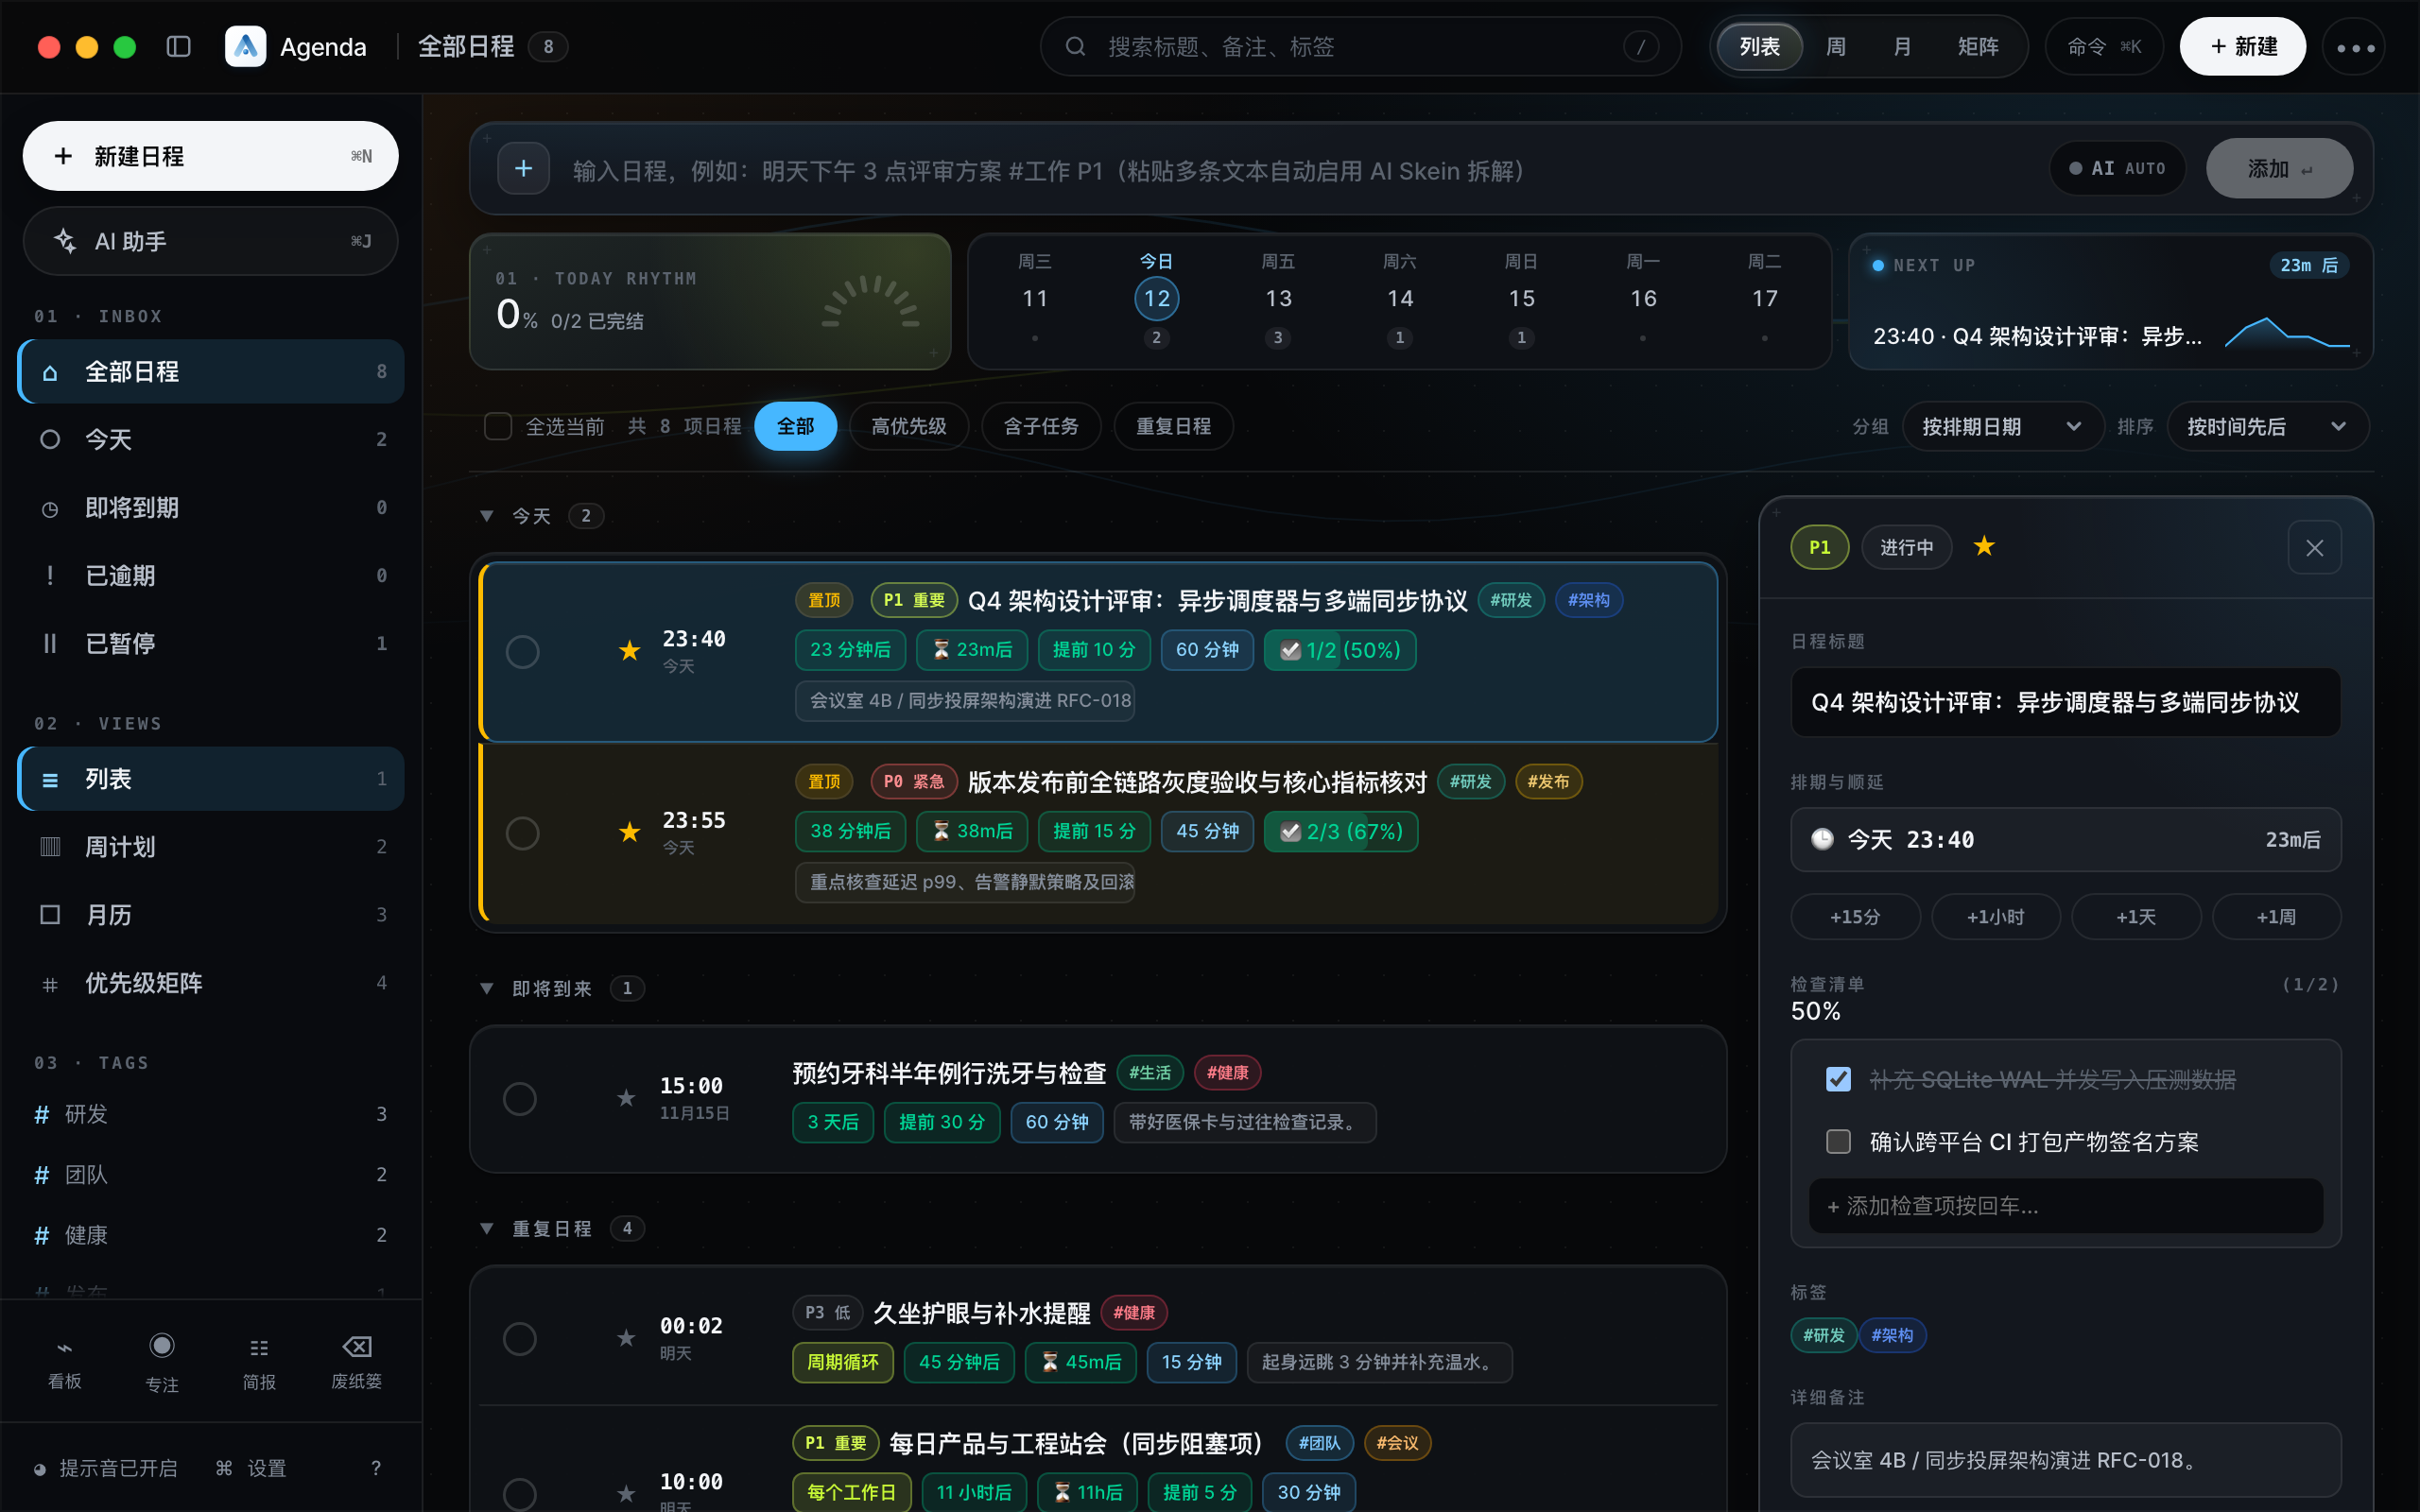 Agenda
全部日程 8
搜索标题、备注、标签 /
列表 周 月 矩阵
命令 ⌘K
+ 新建
+ 新建日程 ⌘N
AI 助手 ⌘J
01 · INBOX
全部日程 8
今天 2
即将到期 0
已逾期 0
已暂停 1
02 · VIEWS
列表 1
周计划 2
月历 3
优先级矩阵 4
03 · TAGS
# 研发 3
# 团队 2
# 健康 2
# 发布 1
看板 专注 简报 废纸篓
提示音已开启 ⌘ 设置 ?
+ 输入日程，例如：明天下午 3 点评审方案 #工作 P1（粘贴多条文本自动启用 AI Skein 拆解）
AI AUTO
添加 ↵
01 · TODAY RHYTHM
0% 0/2 已完结
周三 今日 周五 周六 周日 周一 周二
11 12 13 14 15 16 17
2 3 1 1
NEXT UP 23m 后
23:40 · Q4 架构设计评审：异步...
全选当前 共 8 项日程 全部 高优先级 含子任务 重复日程
分组 按排期日期 排序 按时间先后
今天 2
置顶 P1 重要 Q4 架构设计评审：异步调度器与多端同步协议 #研发 #架构
23:40
今天
23 分钟后 ⏳ 23m后 提前 10 分 60 分钟 1/2 (50%)
会议室 4B / 同步投屏架构演进 RFC-018
置顶 P0 紧急 版本发布前全链路灰度验收与核心指标核对 #研发 #发布
23:55
今天
38 分钟后 ⏳ 38m后 提前 15 分 45 分钟 2/3 (67%)
重点核查延迟 p99、告警静默策略及回滚
即将到来 1
预约牙科半年例行洗牙与检查 #生活 #健康
15:00
11月15日
3 天后 提前 30 分 60 分钟 带好医保卡与过往检查记录。
重复日程 4
P3 低 久坐护眼与补水提醒 #健康
00:02
明天
周期循环 45 分钟后 ⏳ 45m后 15 分钟 起身远眺 3 分钟并补充温水。
P1 重要 每日产品与工程站会（同步阻塞项） #团队 #会议
10:00
明天
每个工作日 11 小时后 ⏳ 11h后 提前 5 分 30 分钟
P1 进行中
日程标题
Q4 架构设计评审：异步调度器与多端同步协议
排期与顺延
今天 23:40 23m后
+15分 +1小时 +1天 +1周
检查清单 (1/2)
50%
补充 SQLite WAL 并发写入压测数据
确认跨平台 CI 打包产物签名方案
+ 添加检查项按回车...
标签
#研发 #架构
详细备注
会议室 4B / 同步投屏架构演进 RFC-018。